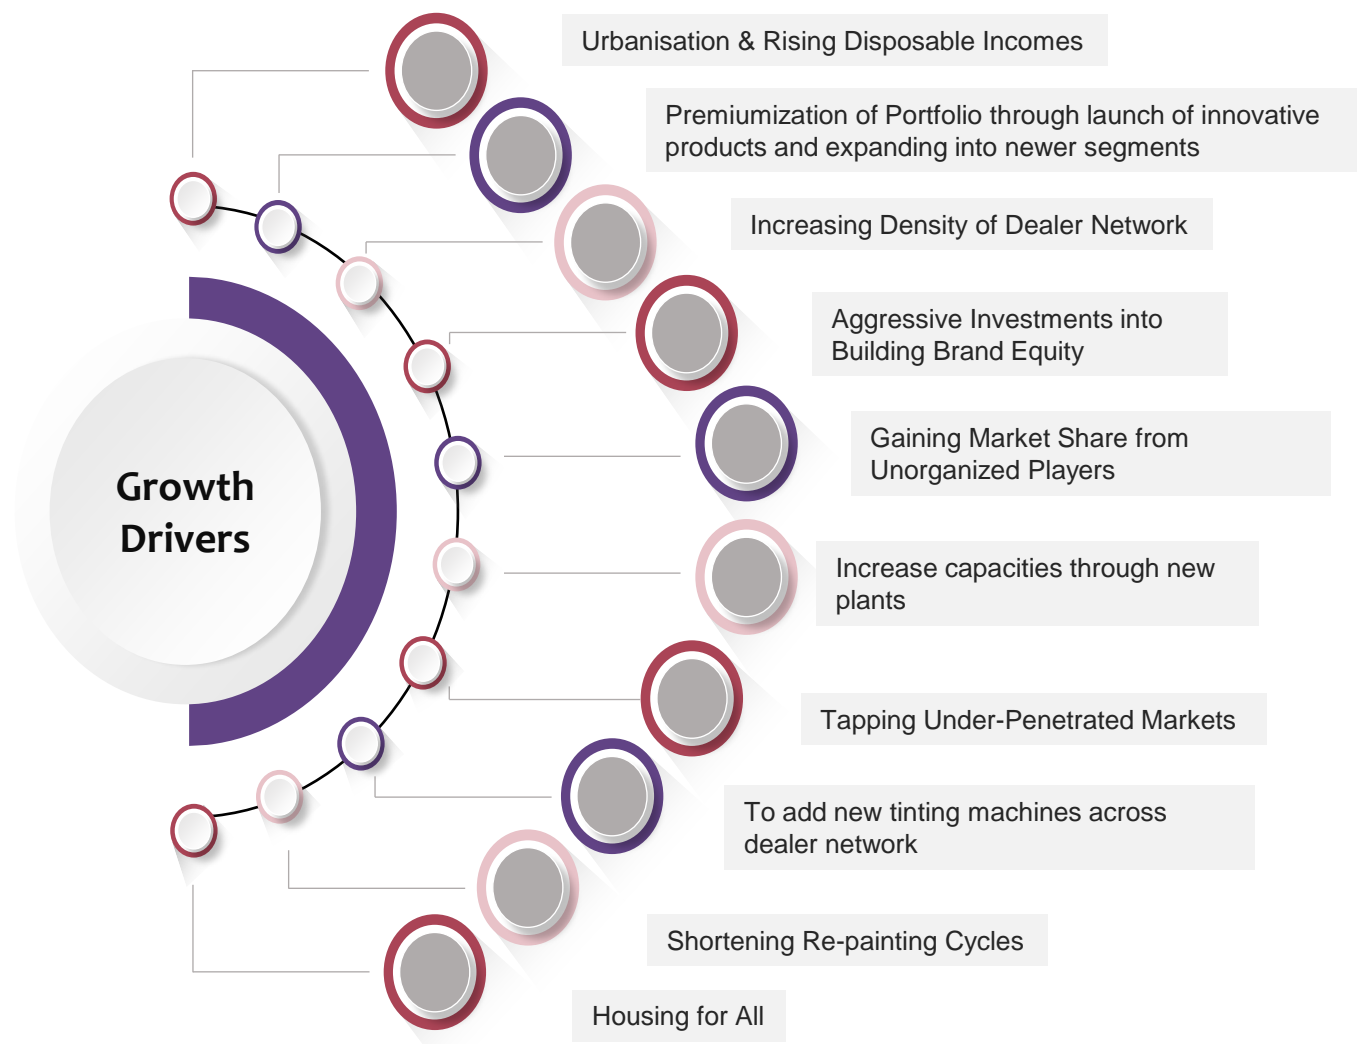 Urbanisation & Rising Disposable Incomes
Premiumization of Portfolio through launch of innovative
products and expanding into newer segments
Increasing Density of Dealer Network
Aggressive Investments into
Building Brand Equity
Gaining Market Share from
Unorganized Players
Growth
Drivers
Increase capacities through new
plants
Tapping Under-Penetrated Markets
To add new tinting machines across
dealer network
Shortening Re-painting Cycles
Housing for All